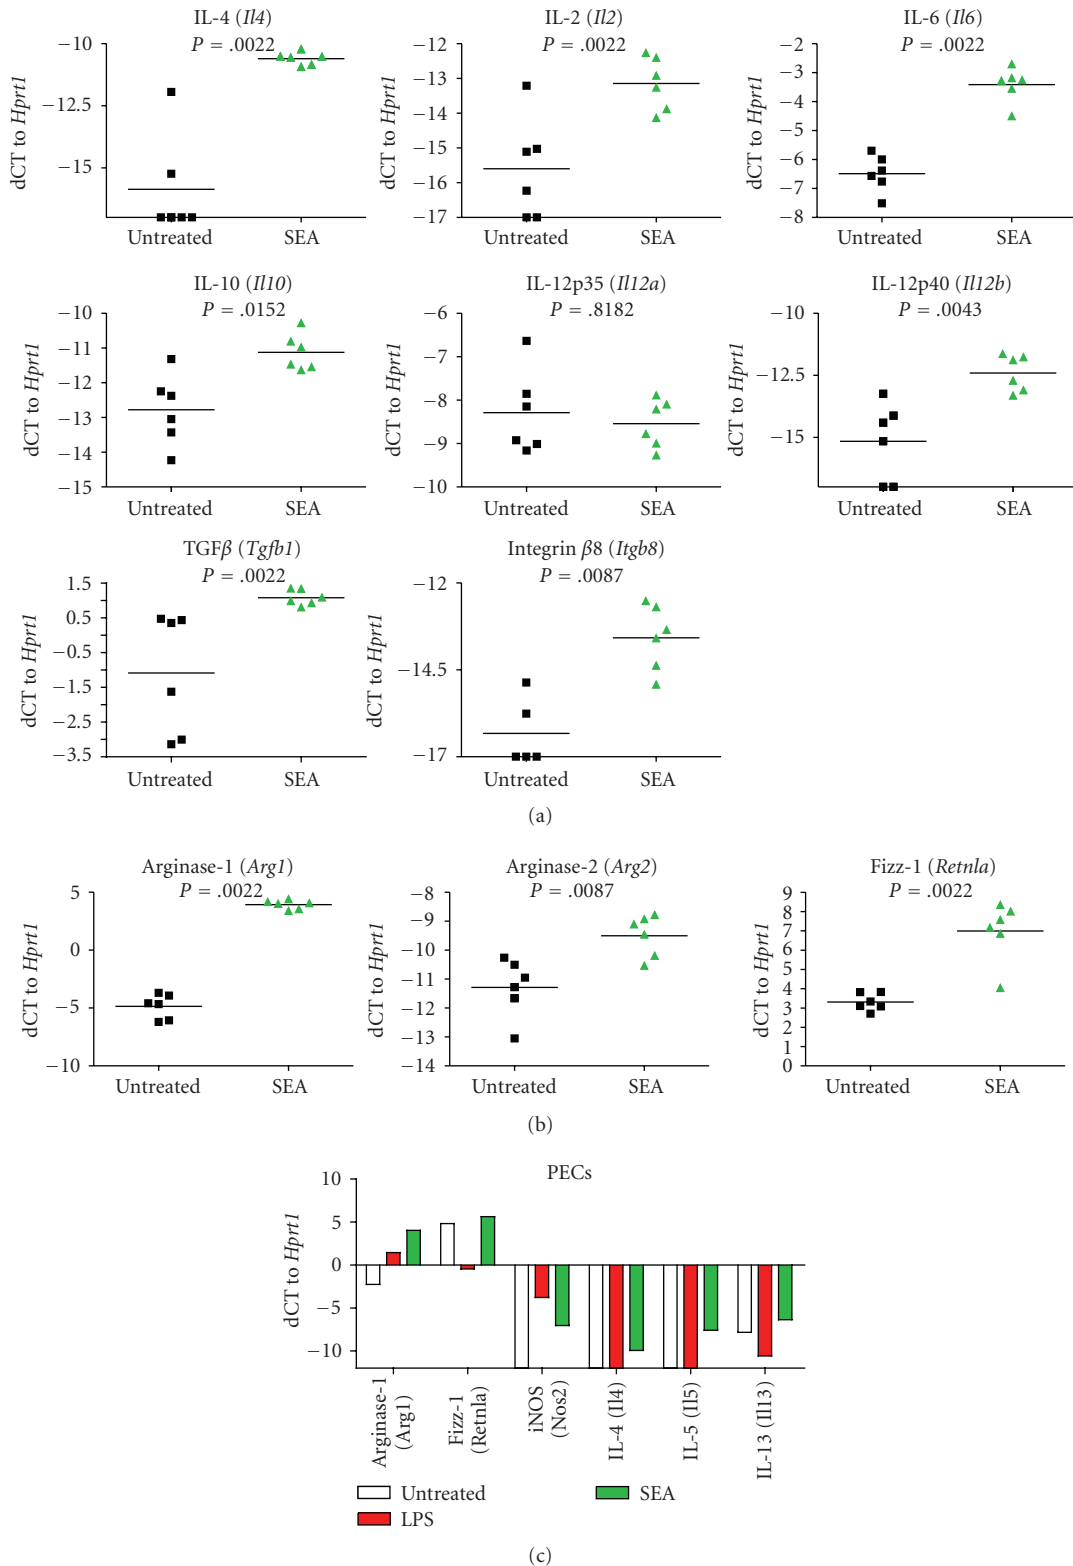 IL-4 (Il4)
P = .0022
dCT to Hprt1
−10
−12.5
−15
Untreated
SEA
IL-2 (Il2)
P = .0022
dCT to Hprt1
−12
−13
−14
−15
−16
−17
Untreated
SEA
IL-6 (Il6)
P = .0022
dCT to Hprt1
−2
−3
−4
−5
−6
−7
−8
Untreated
SEA
IL-10 (Il10)
P = .0152
dCT to Hprt1
−10
−11
−12
−13
−14
−15
Untreated
SEA
IL-12p35 (Il12a)
P = .8182
dCT to Hprt1
−6
−7
−8
−9
−10
Untreated
SEA
IL-12p40 (Il12b)
P = .0043
dCT to Hprt1
−10
−12.5
−15
Untreated
SEA
TGFβ (Tgfb1)
P = .0022
dCT to Hprt1
1.5
0.5
−0.5
−1.5
−2.5
−3.5
Untreated
SEA
Integrin β8 (Itgb8)
P = .0087
dCT to Hprt1
−12
−14.5
−17
Untreated
SEA
(a)
Arginase-1 (Arg1)
P = .0022
dCT to Hprt1
5
0
−5
−10
Untreated
SEA
Arginase-2 (Arg2)
P = .0087
dCT to Hprt1
−8
−9
−10
−11
−12
−13
−14
Untreated
SEA
Fizz-1 (Retnla)
P = .0022
dCT to Hprt1
9
8
7
6
5
4
3
2
1
0
Untreated
SEA
(b)
PECs
dCT to Hprt1
10
5
0
−5
−10
Arginase-1
(Arg1)
Fizz-1
(Retnla)
iNOS
(Nos2)
IL-4 (Il4)
IL-5 (Il5)
IL-13 (Il13)
Untreated
LPS
SEA
(c)